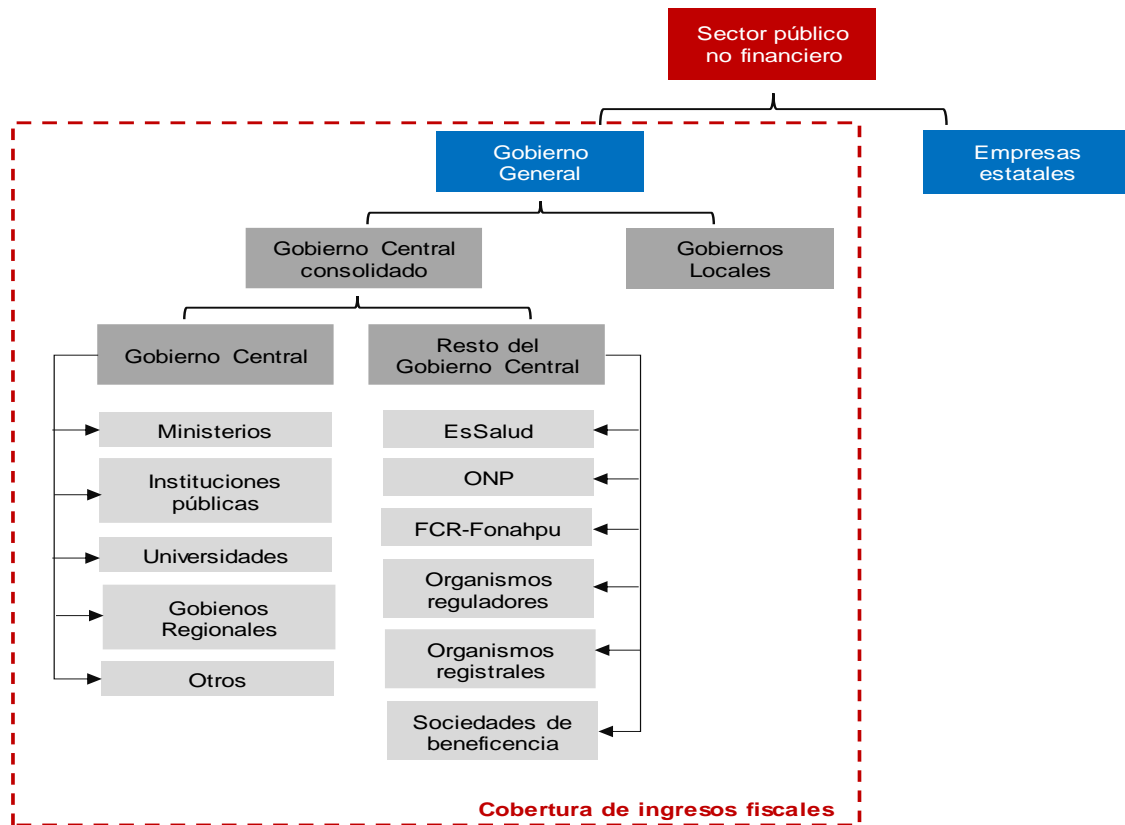 Sector público
no financiero
Gobierno
General
Empresas
estatales
Gobierno Central
consolidado
Gobiernos
Locales
Gobierno Central
Resto del
Gobierno Central
Ministerios
Instituciones
públicas
Universidades
Gobienos
Regionales
Otros
EsSalud
ONP
FCR-Fonahpu
Organismos
reguladores
Organismos
registrales
Sociedades de
beneficencia
Cobertura de ingresos fiscales